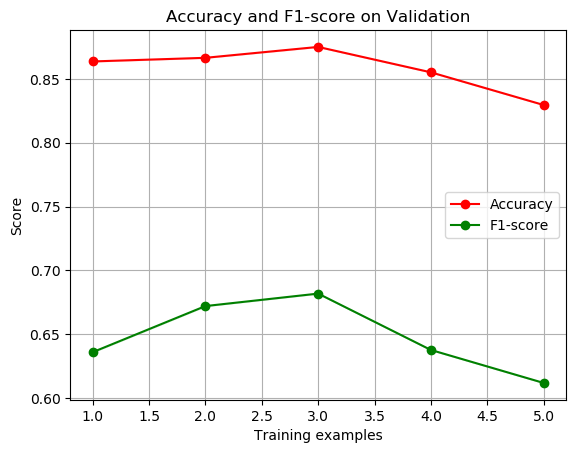 Accuracy and F1-score on Validation
Score
0.85
0.80
0.75
0.70
0.65
0.60
Accuracy
F1-score
1.0 1.5 2.0 2.5 3.0 3.5 4.0 4.5 5.0
Training examples